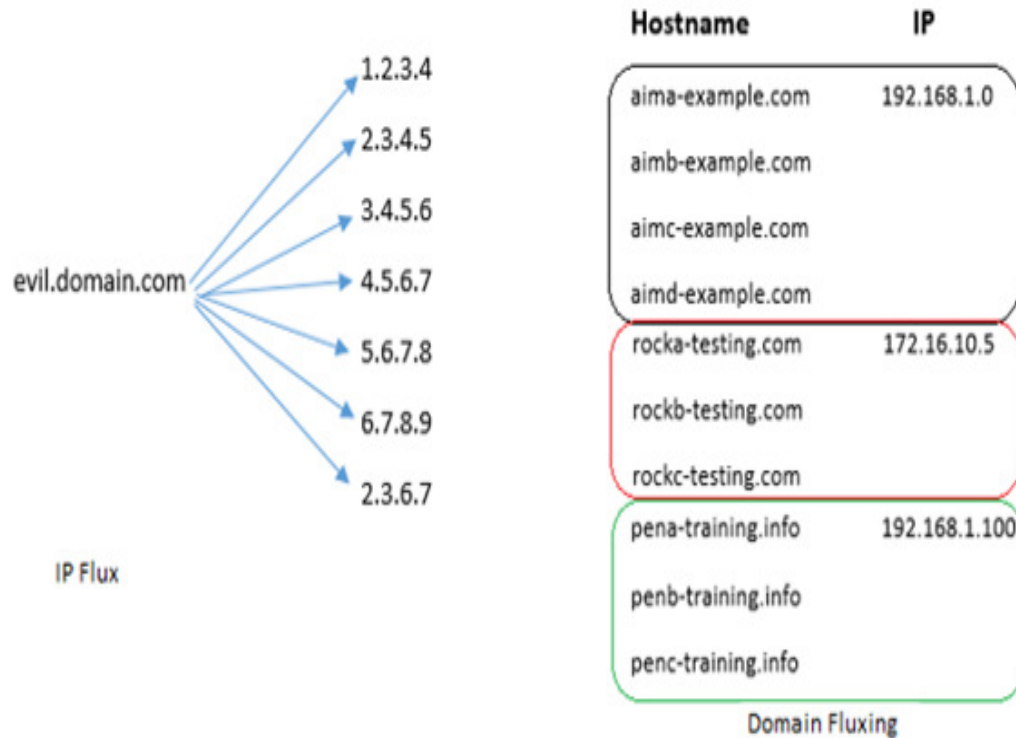 evil.domain.com
1.2.3.4
2.3.4.5
3.4.5.6
4.5.6.7
5.6.7.8
6.7.8.9
2.3.6.7
IP Flux
Hostname IP
aima-example.com 192.168.1.0
aimb-example.com
aimc-example.com
aimd-example.com
rocka-testing.com 172.16.10.5
rockb-testing.com
rockc-testing.com
pena-training.info 192.168.1.100
penb-training.info
penc-training.info
Domain Fluxing